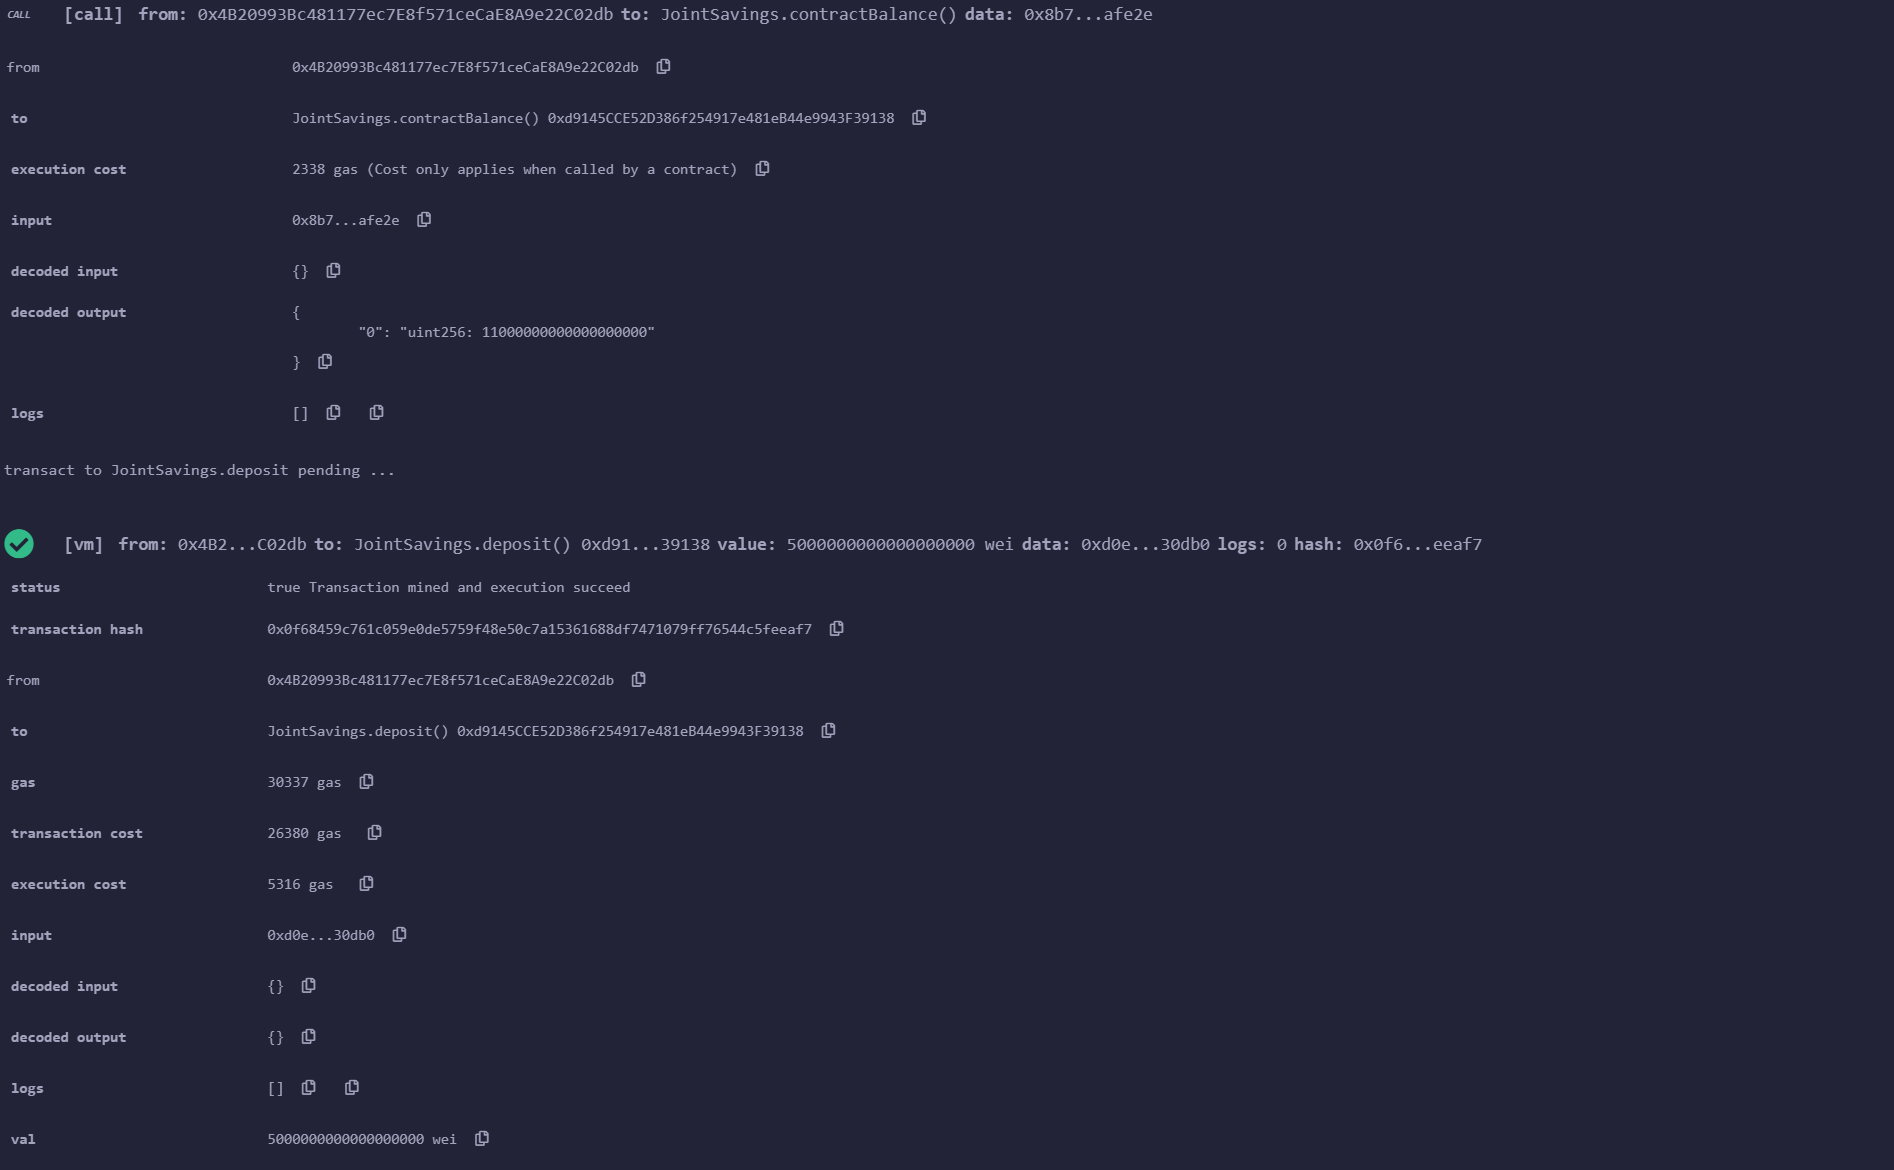 CALL [call] from: 0x4B20993Bc481177ec7E8f571ceCaE8A9e22C02db to: JointSavings.contractBalance() data: 0x8b7...afe2e
from 0x4B20993Bc481177ec7E8f571ceCaE8A9e22C02db
to JointSavings.contractBalance() 0xd9145CCE52D386f254917e481eB44e9943F39138
execution cost 2338 gas (Cost only applies when called by a contract)
input 0x8b7...afe2e
decoded input {}
decoded output {
"0": "uint256: 11000000000000000000"
}
logs []
transact to JointSavings.deposit pending ...
[vm] from: 0x4B2...C02db to: JointSavings.deposit() 0xd91...39138 value: 5000000000000000000 wei data: 0xd0e...30db0 logs: 0 hash: 0x0f6...eeaf7
status true Transaction mined and execution succeed
transaction hash 0x0f68459c761c059e0de5759f48e50c7a15361688df7471079ff76544c5feeaf7
from 0x4B20993Bc481177ec7E8f571ceCaE8A9e22C02db
to JointSavings.deposit() 0xd9145CCE52D386f254917e481eB44e9943F39138
gas 30337 gas
transaction cost 26380 gas
execution cost 5316 gas
input 0xd0e...30db0
decoded input {}
decoded output {}
logs []
val 5000000000000000000 wei